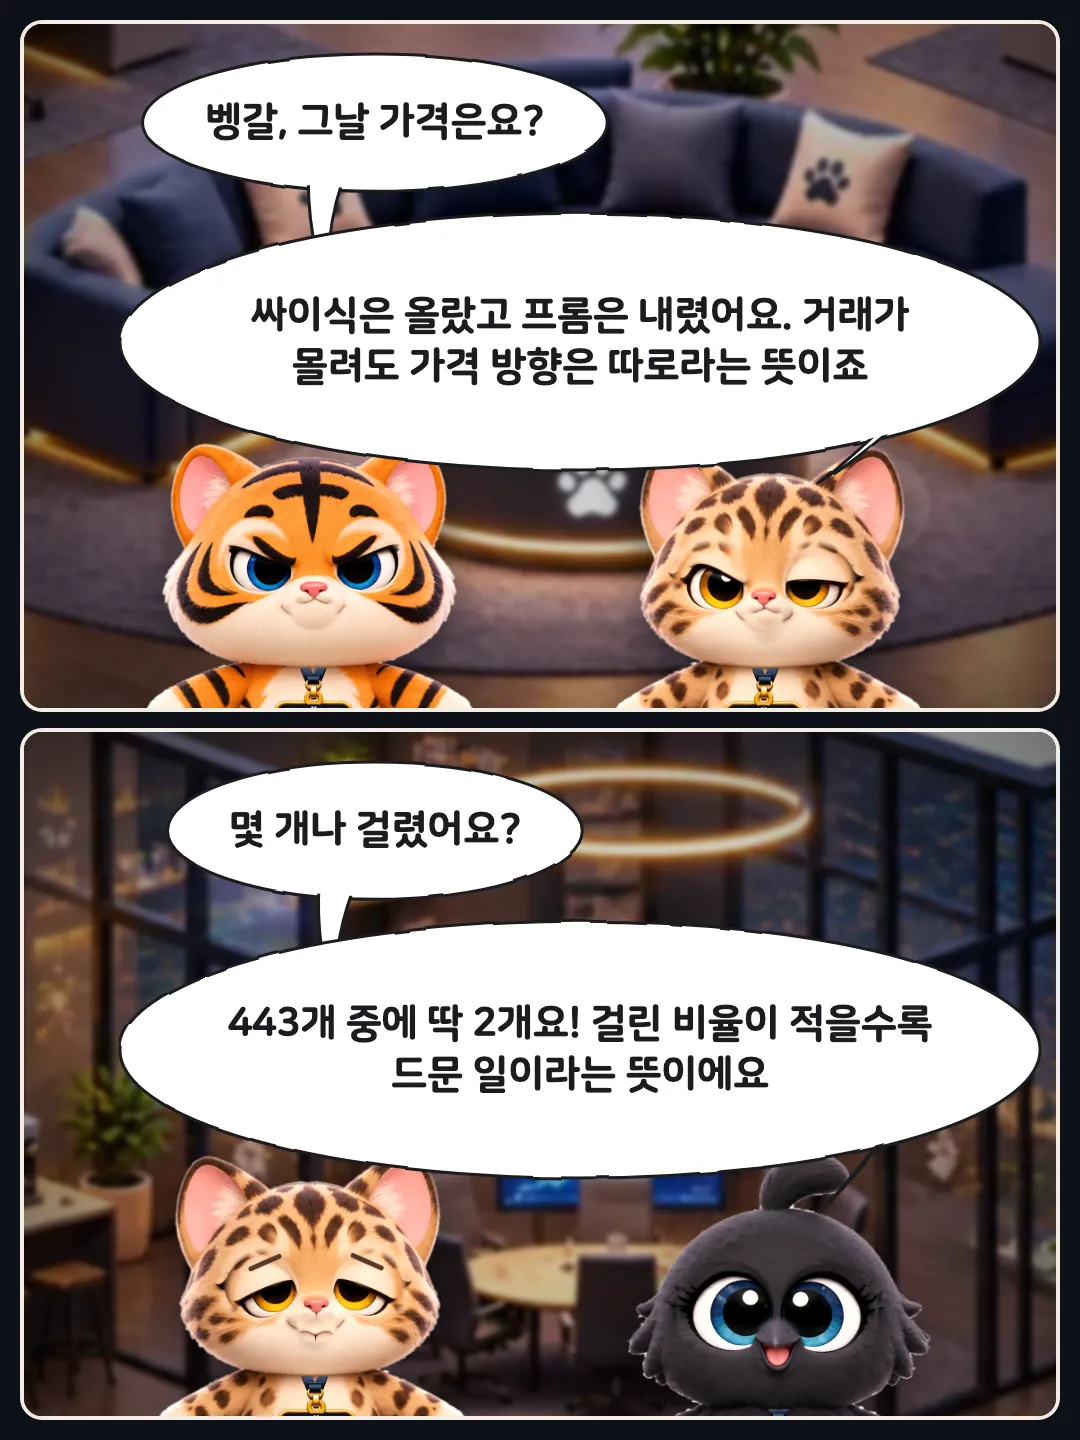 벵갈, 그날 가격은요?
싸이식은 올랐고 프롬은 내렸어요. 거래가
몰려도 가격 방향은 따로라는 뜻이죠
몇 개나 걸렸어요?
443개 중에 딱 2개요! 걸린 비율이 적을수록
드문 일이라는 뜻이에요